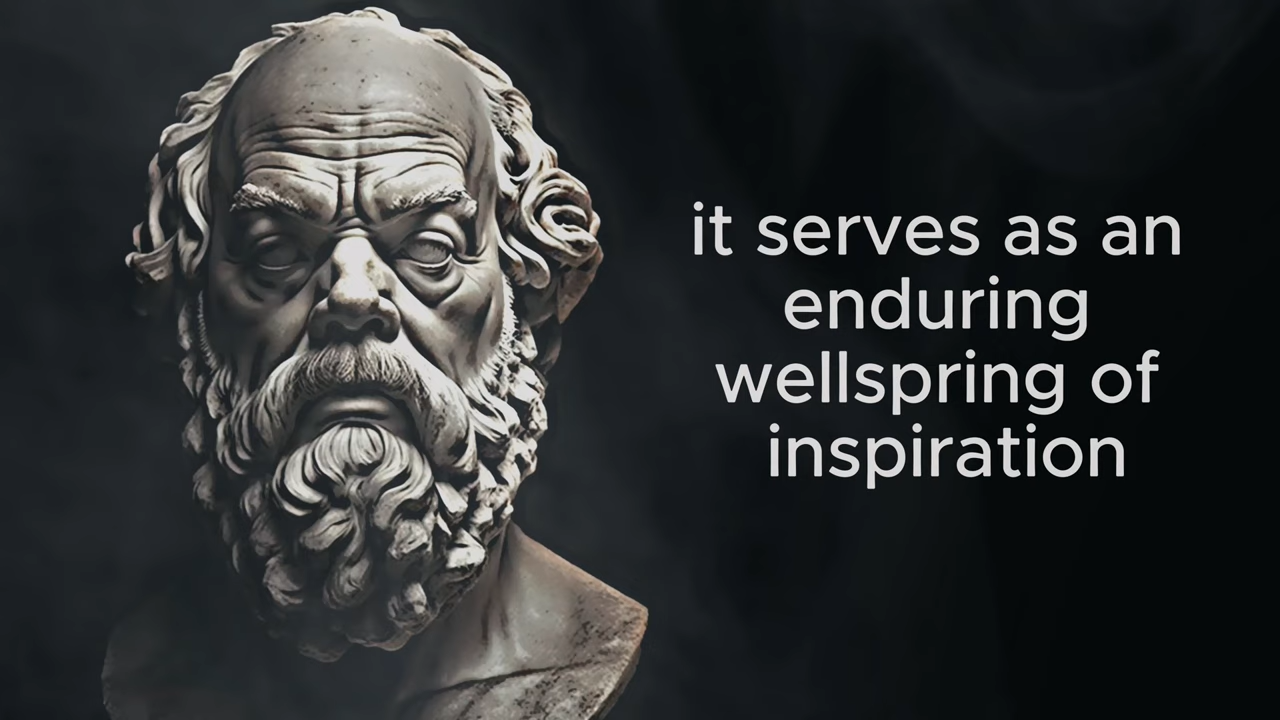 it serves as an
enduring
wellspring of
inspiration